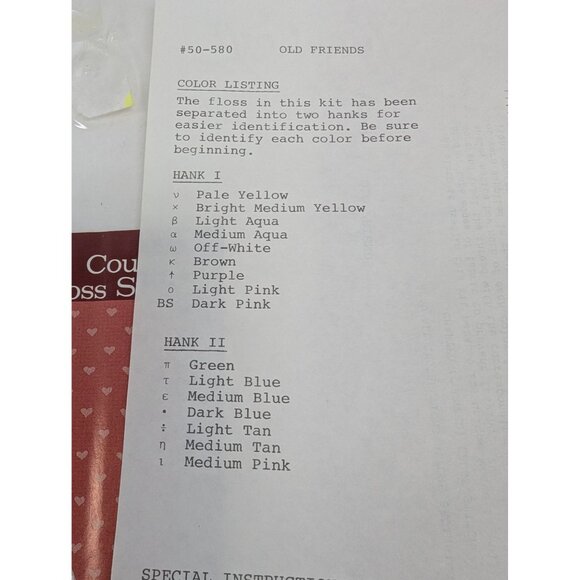 #50-580 OLD FRIENDS
COLOR LISTING
The floss in this kit has been
separated into two hanks for
easier identification. Be sure
to identify each color before
beginning.
HANK I
ν Pale Yellow
× Bright Medium Yellow
β Light Aqua
α Medium Aqua
ω Off-White
κ Brown
↑ Purple
o Light Pink
BS Dark Pink
HANK II
π Green
τ Light Blue
ε Medium Blue
• Dark Blue
÷ Light Tan
η Medium Tan
ι Medium Pink
SPECIAL INSTRUCTION
Cou
oss S